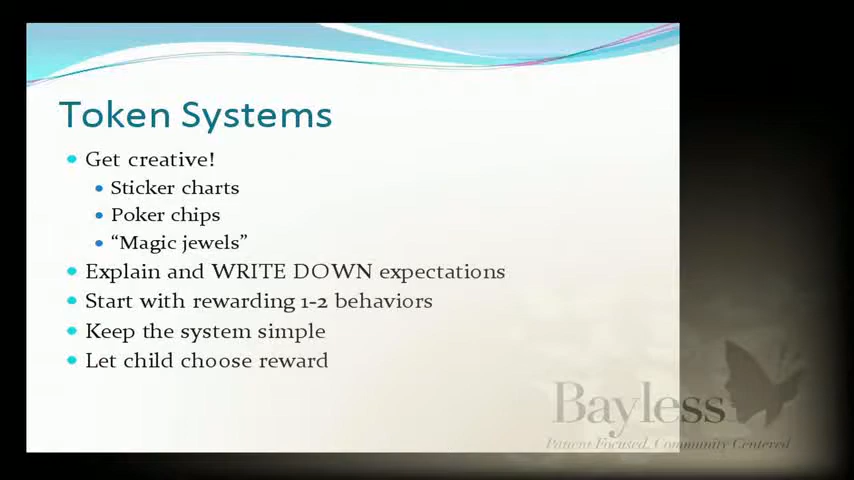 Token Systems
Get creative!
Sticker charts
Poker chips
“Magic jewels”
Explain and WRITE DOWN expectations
Start with rewarding 1-2 behaviors
Keep the system simple
Let child choose reward
Bayless
Patient Focused, Community Centered